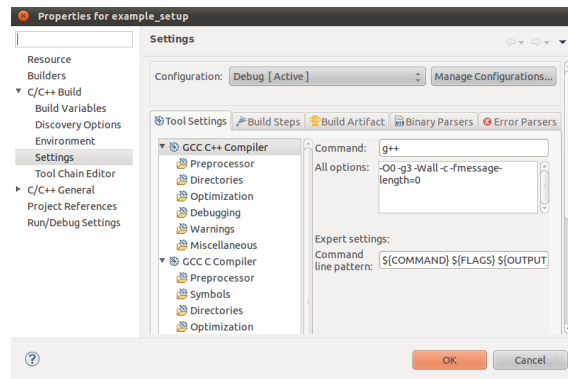 Properties for example_setup
Settings
Resource
Builders
C/C++ Build
Build Variables
Discovery Options
Environment
Settings
Tool Chain Editor
C/C++ General
Project References
Run/Debug Settings
Configuration: Debug [ Active ] Manage Configurations...
Tool Settings Build Steps Build Artifact Binary Parsers Error Parsers
GCC C++ Compiler
Preprocessor
Directories
Optimization
Debugging
Warnings
Miscellaneous
GCC C Compiler
Preprocessor
Symbols
Directories
Optimization
Command: g++
All options: -O0 -g3 -Wall -c -fmessage-
length=0
Expert settings:
Command
line pattern: ${COMMAND} ${FLAGS} ${OUTPUT
? OK Cancel